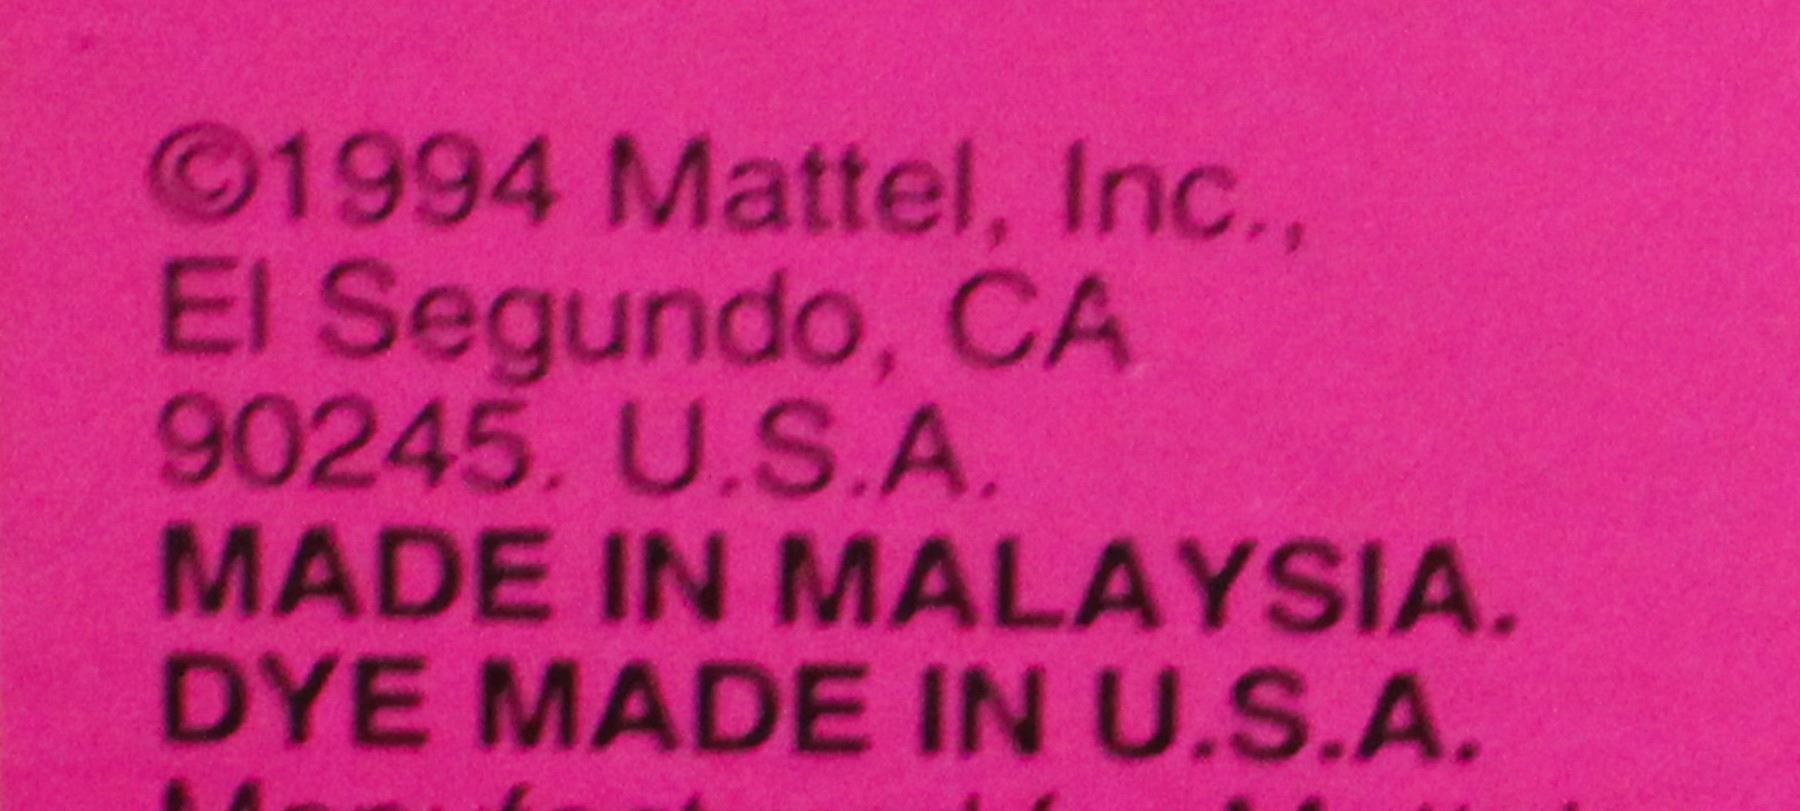 ©1994 Mattel, Inc.,
El Segundo, CA
90245. U.S.A.
MADE IN MALAYSIA.
DYE MADE IN U.S.A.